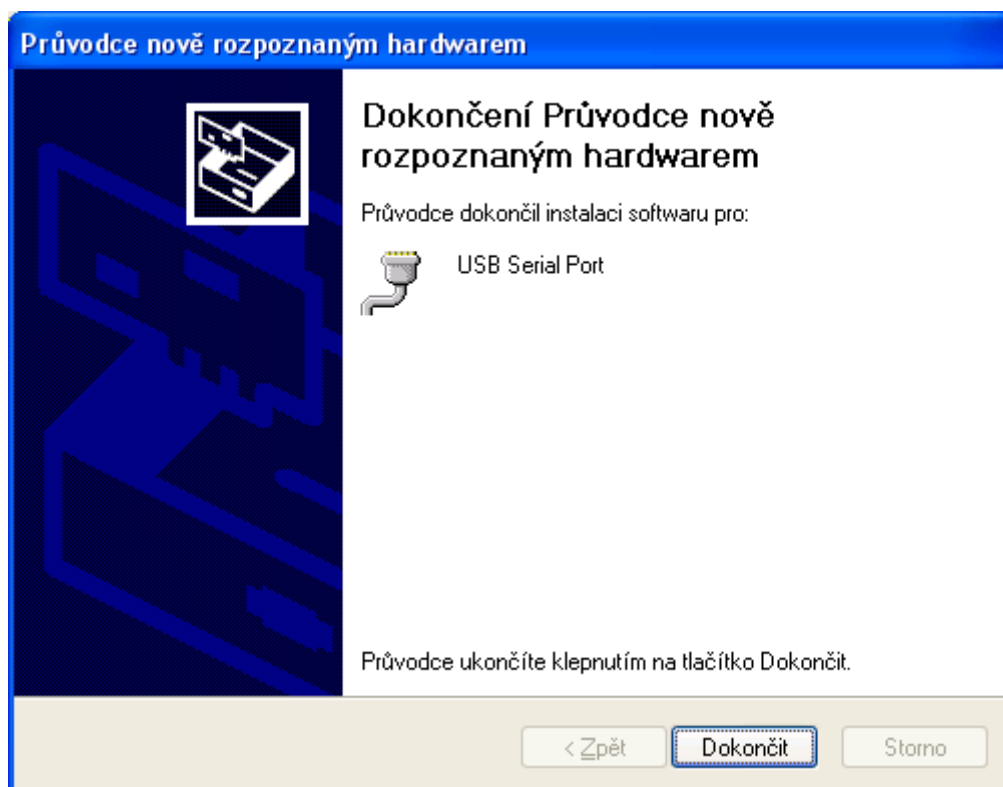 Průvodce nově rozpoznaným hardwarem
Dokončení Průvodce nově
rozpoznaným hardwarem
Průvodce dokončil instalaci softwaru pro:
USB Serial Port
Průvodce ukončíte klepnutím na tlačítko Dokončit.
< Zpět
Dokončit
Storno